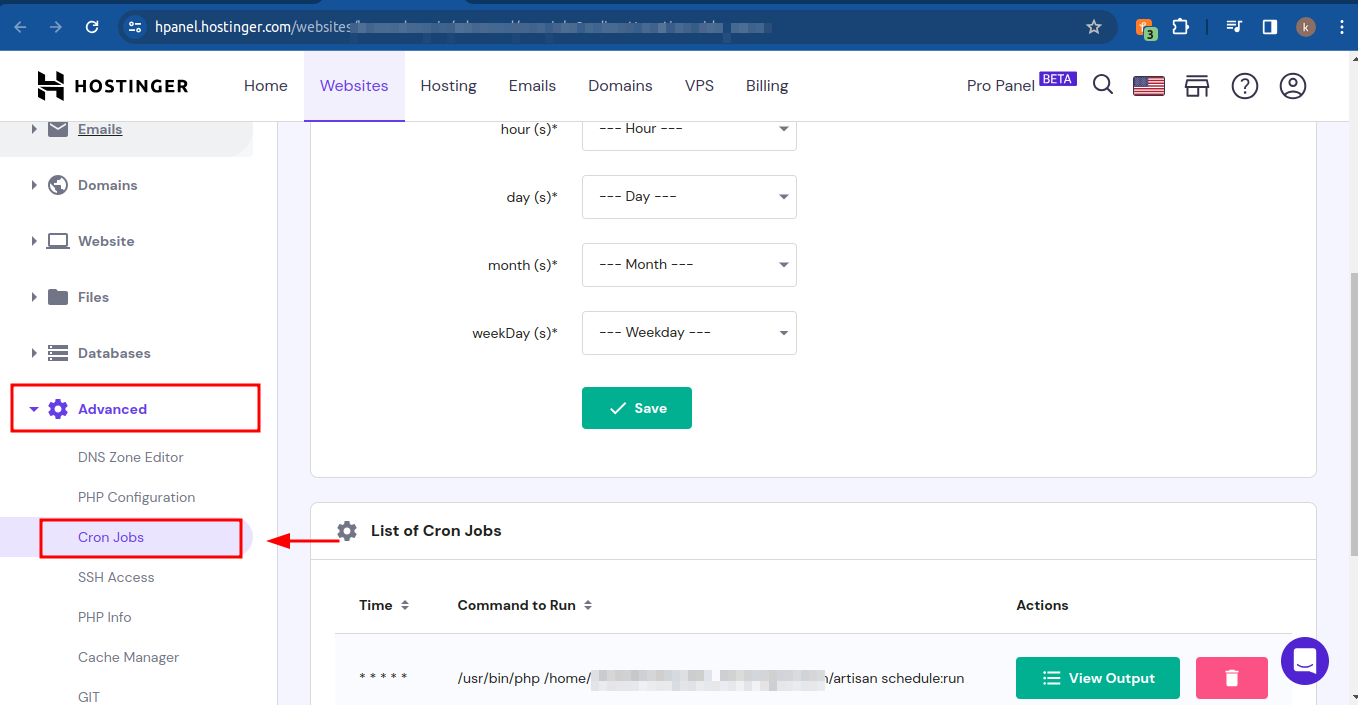 hpanel.hostinger.com/websites
3
k
HOSTINGER
Home
Websites
Hosting
Emails
Domains
VPS
Billing
Pro Panel BETA
?
Emails
Domains
Website
Files
Databases
Advanced
DNS Zone Editor
PHP Configuration
Cron Jobs
SSH Access
PHP Info
Cache Manager
GIT
hour (s)* --- Hour ---
day (s)* --- Day ---
month (s)* --- Month ---
weekDay (s)* --- Weekday ---
Save
List of Cron Jobs
Time Command to Run Actions
* * * * * /usr/bin/php /home/ /artisan schedule:run View Output